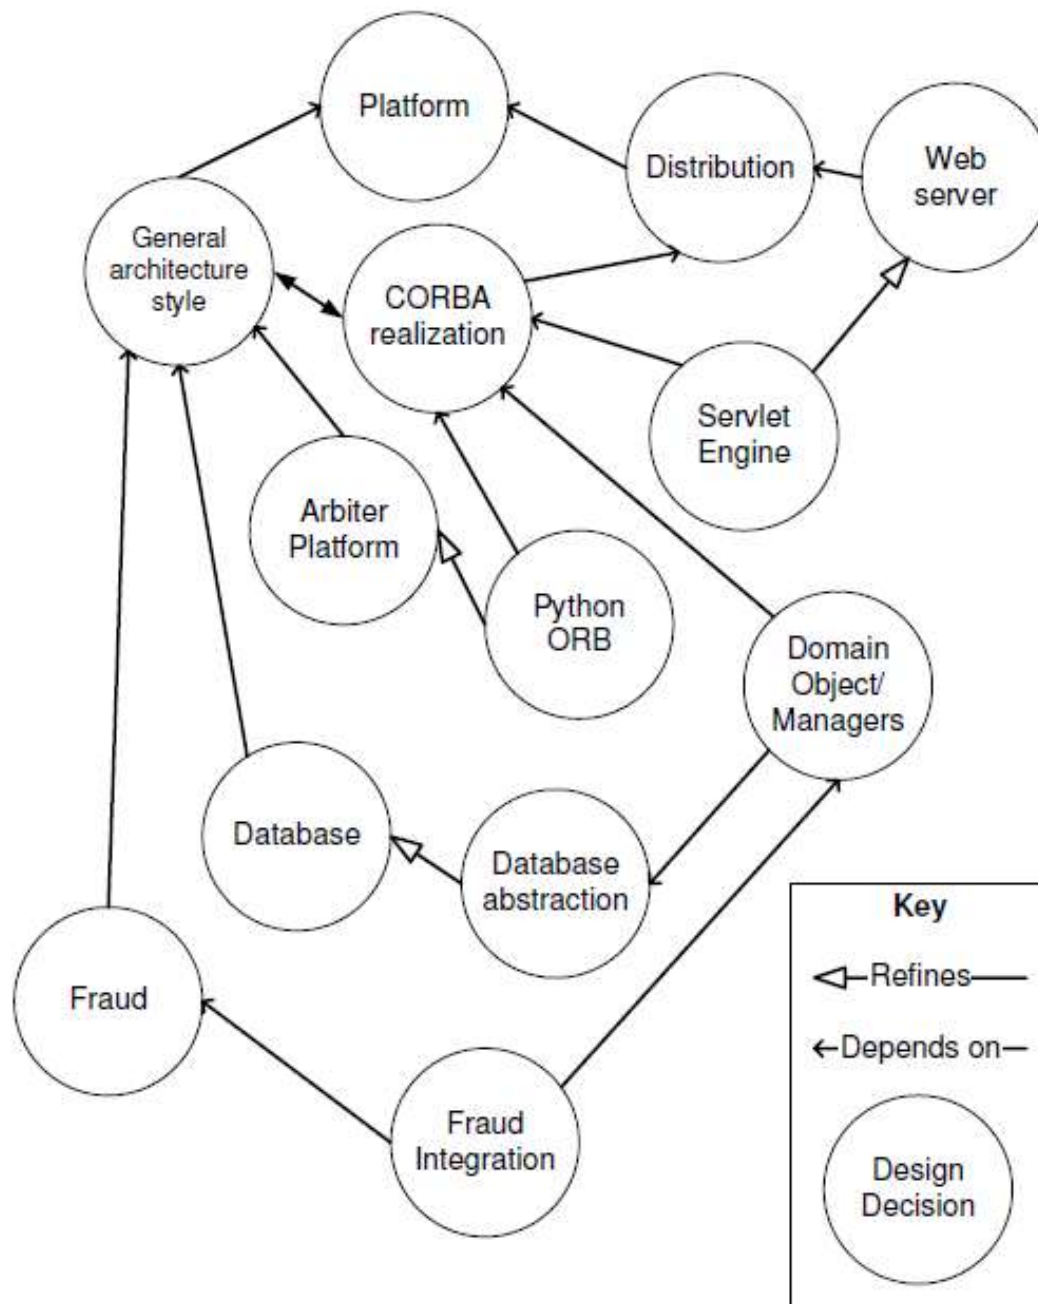 Platform
Distribution
Web
server
General
architecture
style
CORBA
realization
Servlet
Engine
Arbiter
Platform
Python
ORB
Domain
Object/
Managers
Database
Database
abstraction
Fraud
Fraud
Integration
Key
Refines
Depends on
Design
Decision